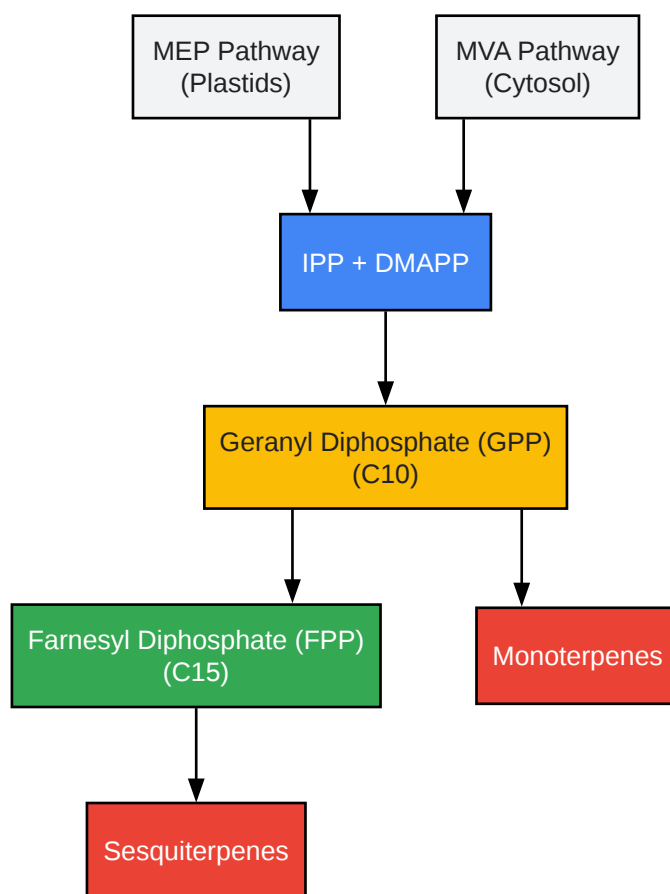 MEP Pathway
(Plastids)
MVA Pathway
(Cytosol)
IPP + DMAPP
Geranyl Diphosphate (GPP)
(C10)
Farnesyl Diphosphate (FPP)
(C15)
Monoterpenes
Sesquiterpenes